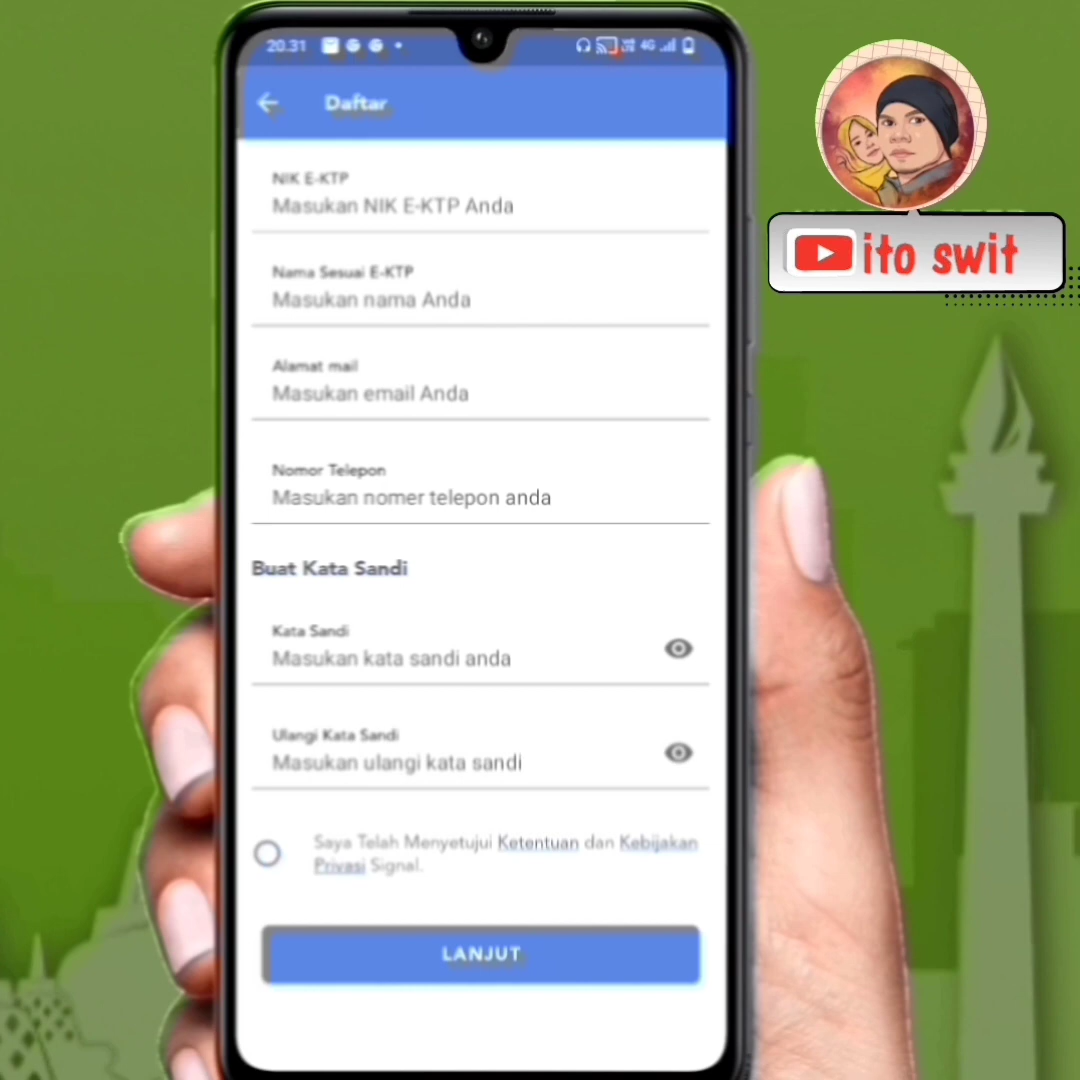 20.31
4G
Daftar
NIK E-KTP
Masukan NIK E-KTP Anda
Nama Sesuai E-KTP
Masukan nama Anda
Alamat mail
Masukan email Anda
Nomor Telepon
Masukan nomer telepon anda
Buat Kata Sandi
Kata Sandi
Masukan kata sandi anda
Ulangi Kata Sandi
Masukan ulangi kata sandi
Saya Telah Menyetujui Ketentuan dan Kebijakan
Privasi Signal.
LANJUT
ito swit